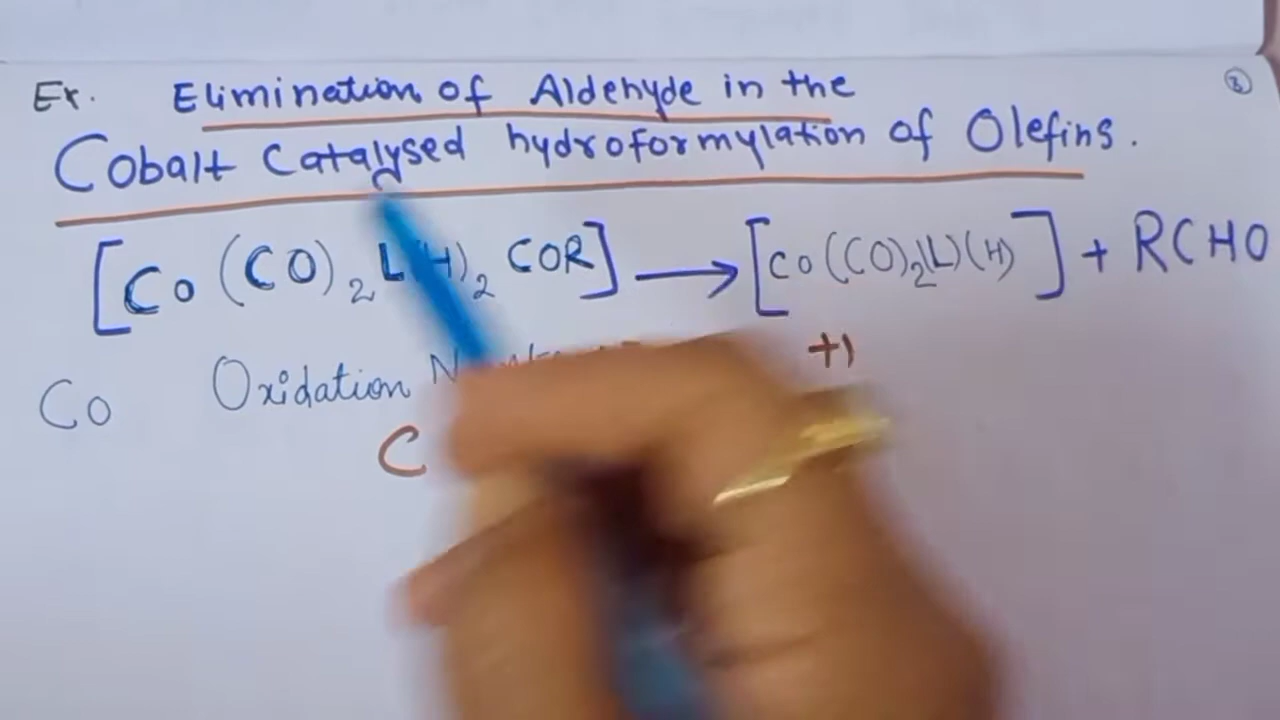 Ex. Elimination of Aldehyde in the ②
Cobalt Catalysed hydroformylation of Olefins.
[Co(CO)₂L(H)₂ COR] ⟶ [Co(CO)₂(L)(H)] + RCHO
+1
Co Oxidation
C